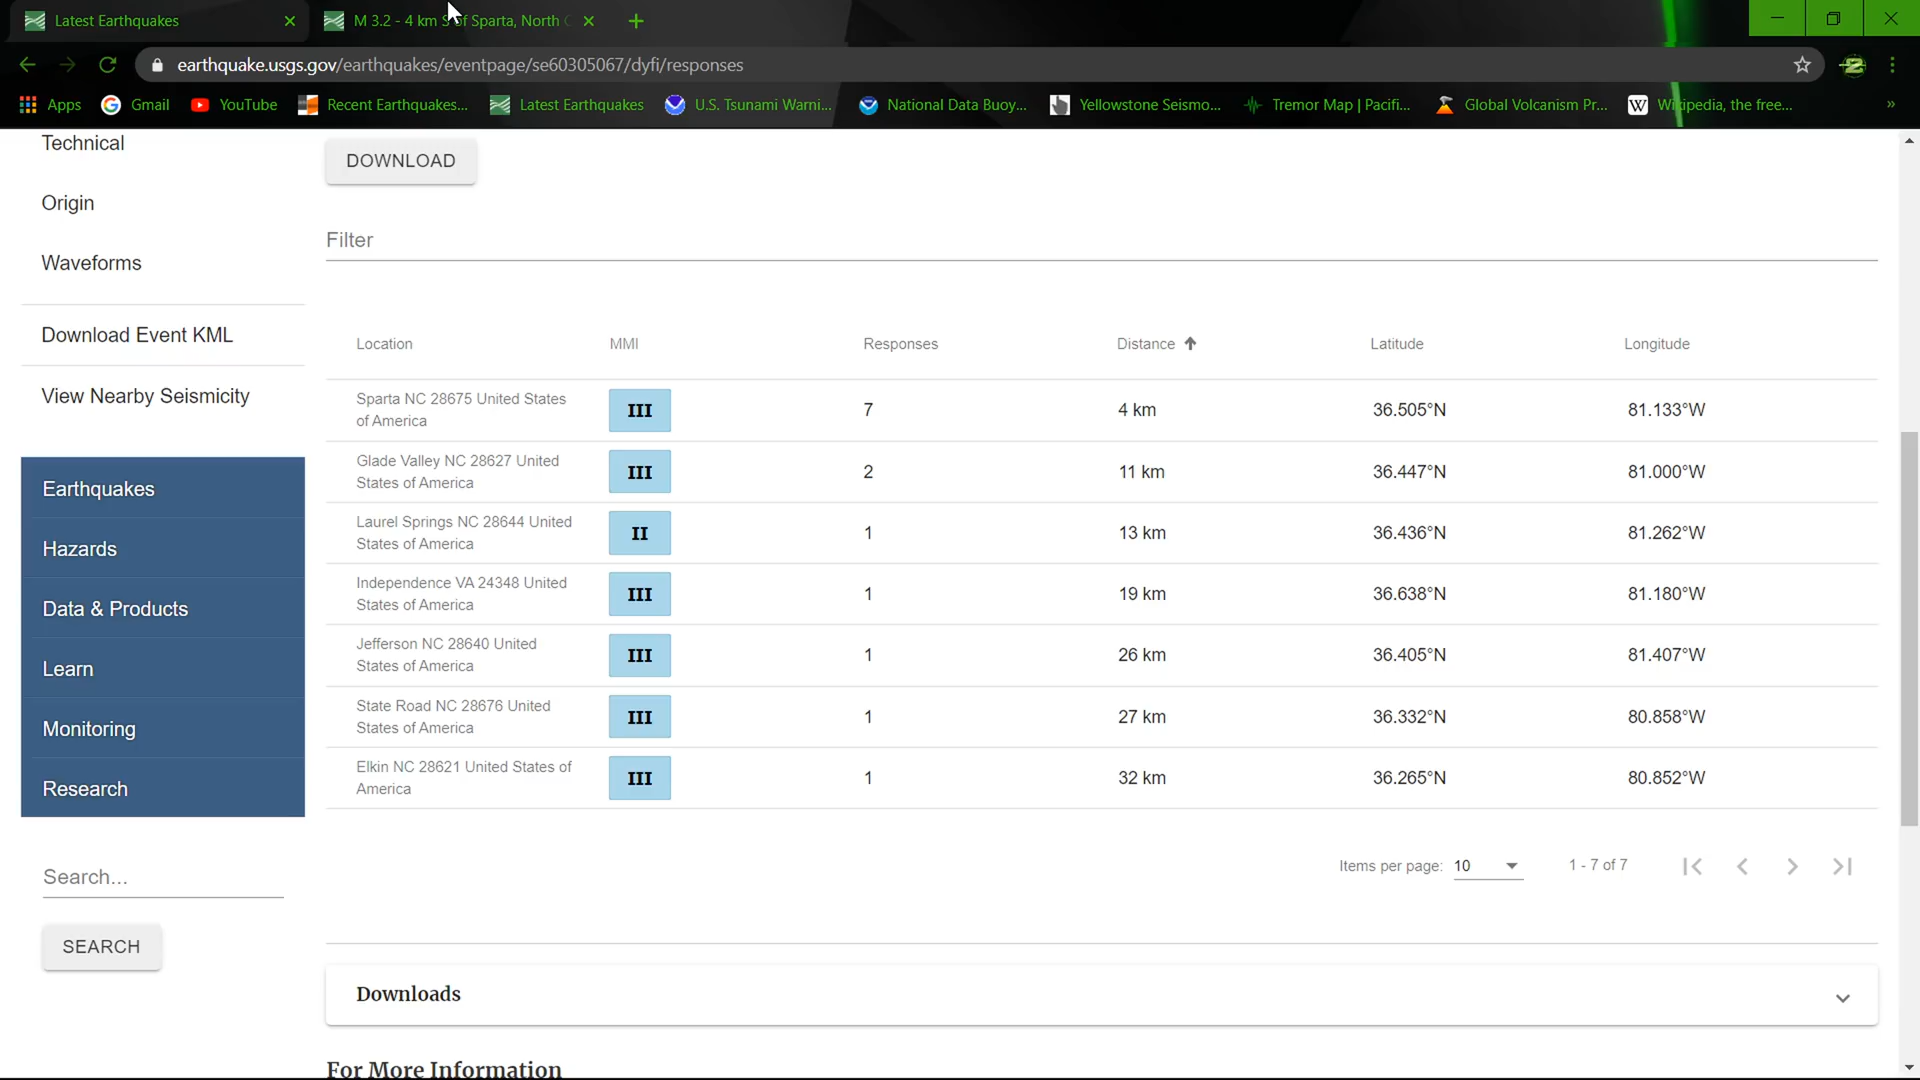 Latest Earthquakes
M 3.2 - 4 km S of Sparta, North
earthquake.usgs.gov/earthquakes/eventpage/se60305067/dyfi/responses
Apps Gmail YouTube Recent Earthquakes... Latest Earthquakes U.S. Tsunami Warni... National Data Buoy... Yellowstone Seismo... Tremor Map | Pacifi... Global Volcanism Pr... W Wikipedia, the free... »
Technical
Origin
Waveforms
Download Event KML
View Nearby Seismicity
Earthquakes
Hazards
Data & Products
Learn
Monitoring
Research
Search...
SEARCH
DOWNLOAD
Filter
Location MMI Responses Distance Latitude Longitude
Sparta NC 28675 United States
of America
III 7 4 km 36.505°N 81.133°W
Glade Valley NC 28627 United
States of America
III 2 11 km 36.447°N 81.000°W
Laurel Springs NC 28644 United
States of America
II 1 13 km 36.436°N 81.262°W
Independence VA 24348 United
States of America
III 1 19 km 36.638°N 81.180°W
Jefferson NC 28640 United
States of America
III 1 26 km 36.405°N 81.407°W
State Road NC 28676 United
States of America
III 1 27 km 36.332°N 80.858°W
Elkin NC 28621 United States of
America
III 1 32 km 36.265°N 80.852°W
Items per page: 10 1 - 7 of 7
Downloads
For More Information